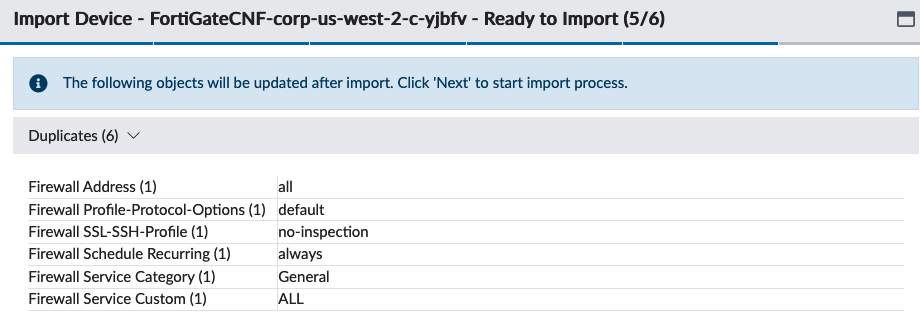 Import Device - FortiGateCNF-corp-us-west-2-c-yjbfv - Ready to Import (5/6)
The following objects will be updated after import. Click 'Next' to start import process.
Duplicates (6)
Firewall Address (1) all
Firewall Profile-Protocol-Options (1) default
Firewall SSL-SSH-Profile (1) no-inspection
Firewall Schedule Recurring (1) always
Firewall Service Category (1) General
Firewall Service Custom (1) ALL